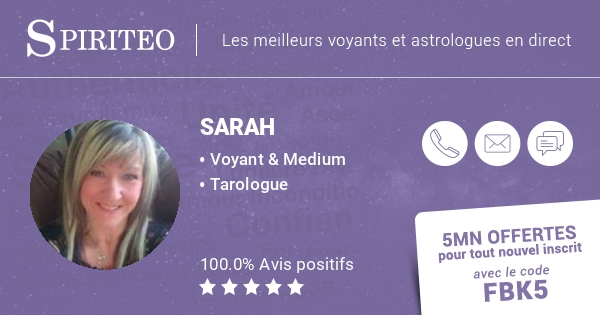 SPIRITEO
Les meilleurs voyants et astrologues en direct
SARAH
• Voyant & Medium
• Tarologue
100.0% Avis positifs
5MN OFFERTES
pour tout nouvel inscrit
avec le code
FBK5